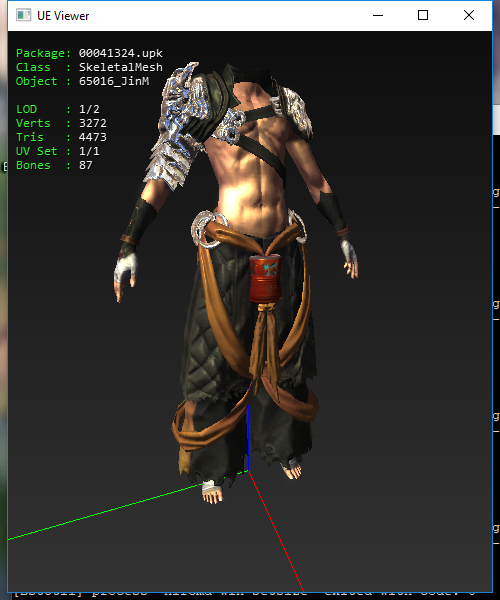 UE Viewer
Package: 00041324.upk
Class : SkeletalMesh
Object : 65016_JinM
LOD : 1/2
Verts : 3272
Tris : 4473
UV Set : 1/1
Bones : 87